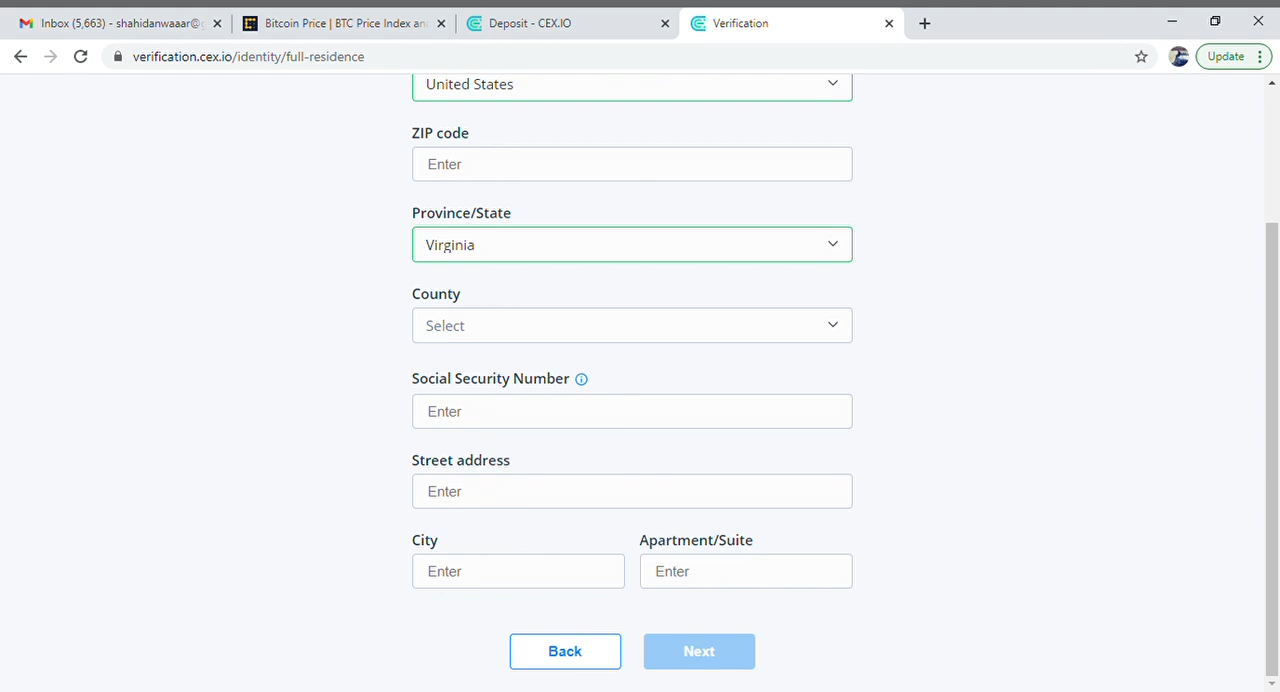 Inbox (5,663) - shahidanwaaar@g
Bitcoin Price | BTC Price Index an
Deposit - CEX.IO
Verification
verification.cex.io/identity/full-residence
Update
United States
ZIP code
Enter
Province/State
Virginia
County
Select
Social Security Number
Enter
Street address
Enter
City
Apartment/Suite
Enter
Enter
Back
Next